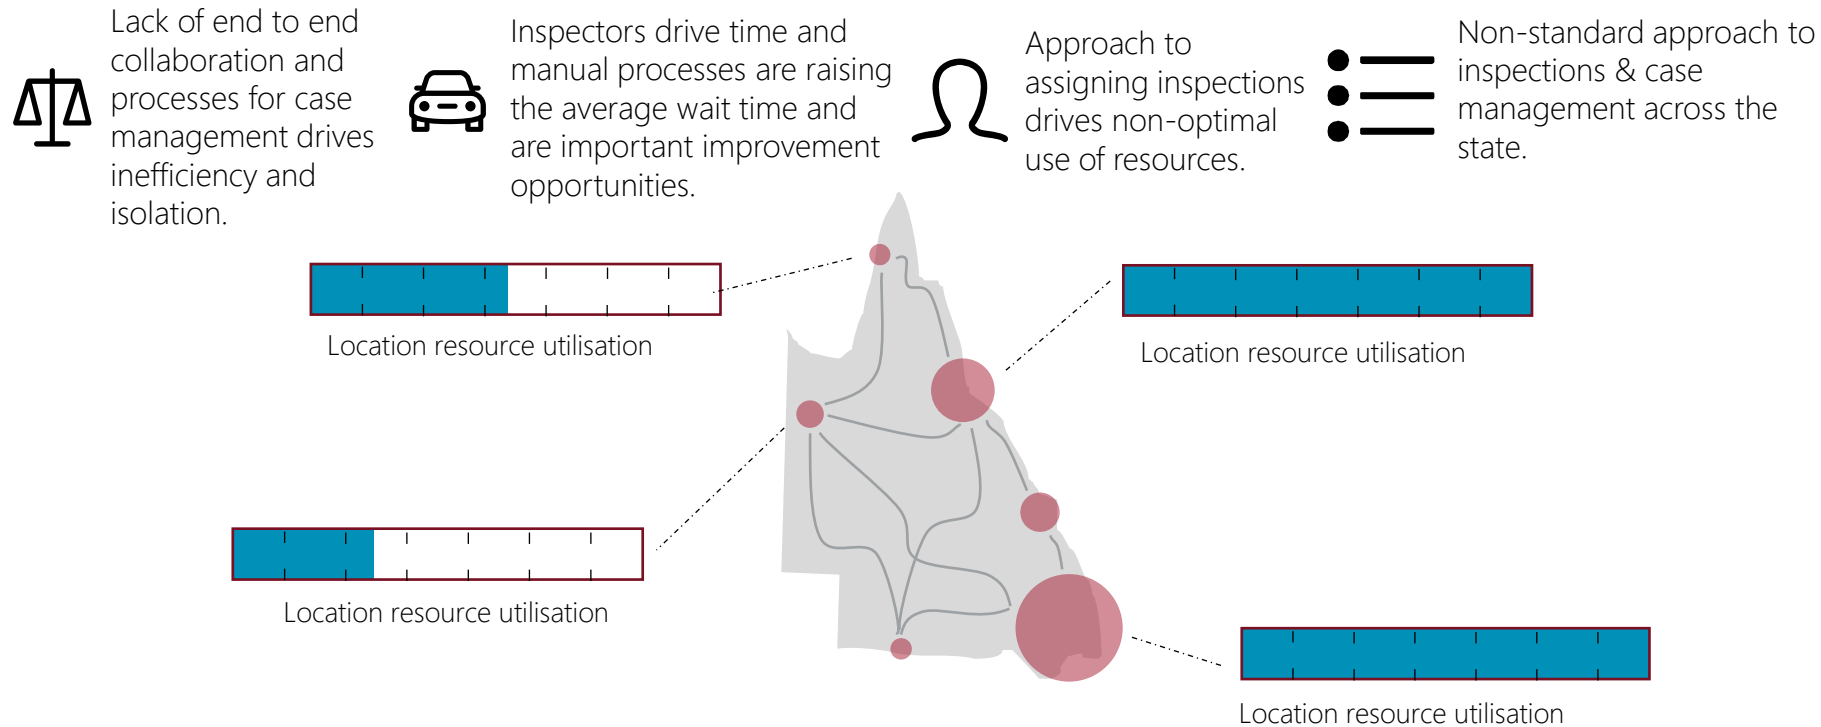 Lack of end to end
collaboration and
processes for case
management drives
inefficiency and
isolation.
Inspectors drive time and
manual processes are raising
the average wait time and
are important improvement
opportunities.
Approach to
assigning inspections
drives non-optimal
use of resources.
Non-standard approach to
inspections & case
management across the
state.
Location resource utilisation
Location resource utilisation
Location resource utilisation
Location resource utilisation